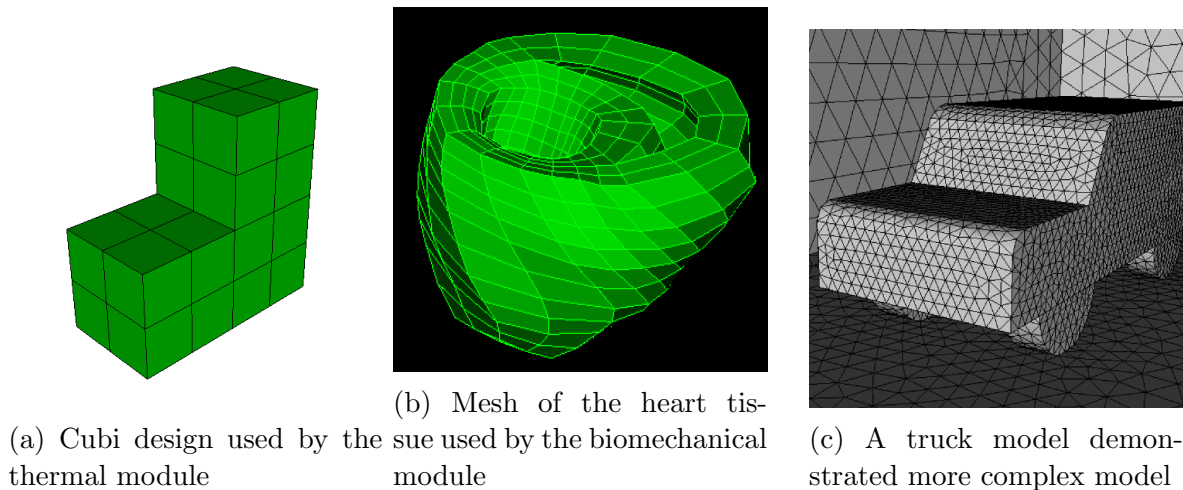 (a) Cubi design used by the
thermal module
(b) Mesh of the heart tis-
sue used by the biomechanical
module
(c) A truck model demon-
strated more complex model